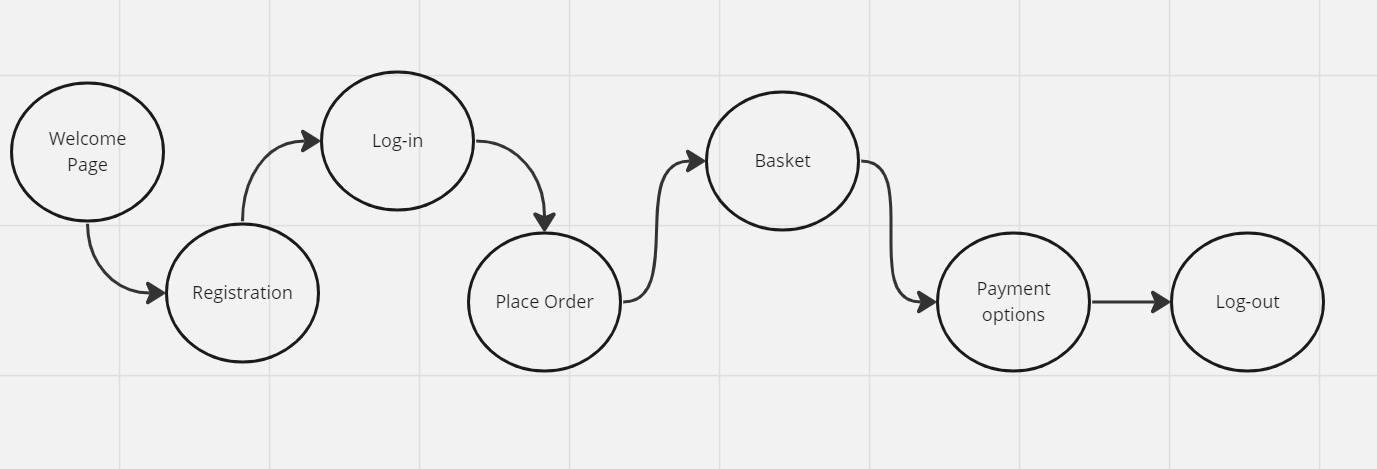 Welcome
Page
Registration
Log-in
Place Order
Basket
Payment
options
Log-out